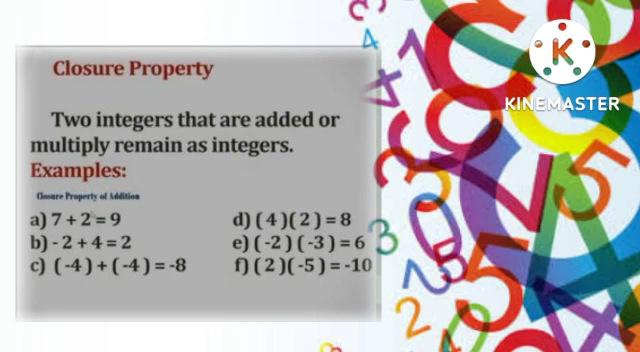 Closure Property
Two integers that are added or
multiply remain as integers.
Examples:
Closure Property of Addition
a) 7 + 2 = 9
b) - 2 + 4 = 2
c) (-4) + (-4) = -8
d) ( 4 )( 2 ) = 8
e) ( -2 ) ( -3 ) = 6
f) ( 2 )( -5 ) = -10
K
KINEMASTER